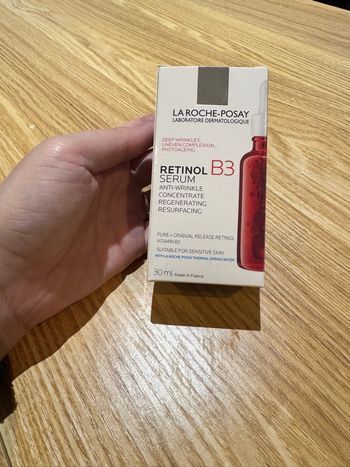 LA ROCHE-POSAY
LABORATOIRE DERMATOLOGIQUE
DEEP WRINKLES
UNEVEN COMPLEXION
PHOTOAGEING
RETINOL B3
SERUM
ANTI-WRINKLE
CONCENTRATE
REGENERATING
RESURFACING
PURE + GRADUAL RELEASE RETINOL
VITAMIN B3
SUITABLE FOR SENSITIVE SKIN
WITH LA ROCHE-POSAY THERMAL SPRING WATER
30 ml Made in France